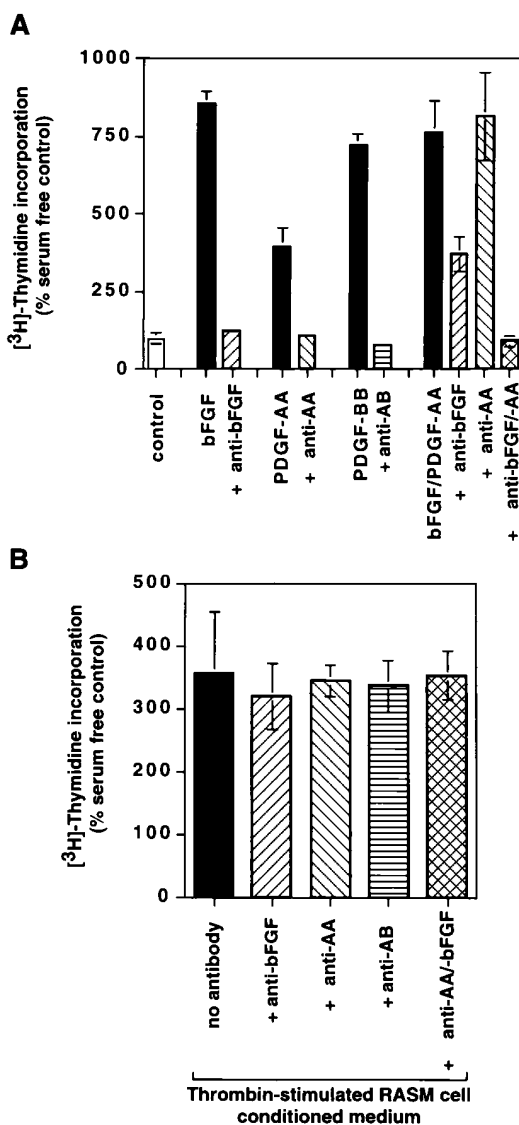 A
[3H]-Thymidine incorporation
(% serum free control)
1000
750
500
250
0
control
bFGF
+ anti-bFGF
PDGF-AA
+ anti-AA
PDGF-BB
+ anti-AB
bFGF/PDGF-AA
+ anti-bFGF
+ anti-AA
+ anti-bFGF/-AA
B
[3H]-Thymidine incorporation
(% serum free control)
500
400
300
200
100
0
no antibody
+ anti-bFGF
+ anti-AA
+ anti-AB
+ anti-AA/-bFGF
Thrombin-stimulated RASM cell
conditioned medium